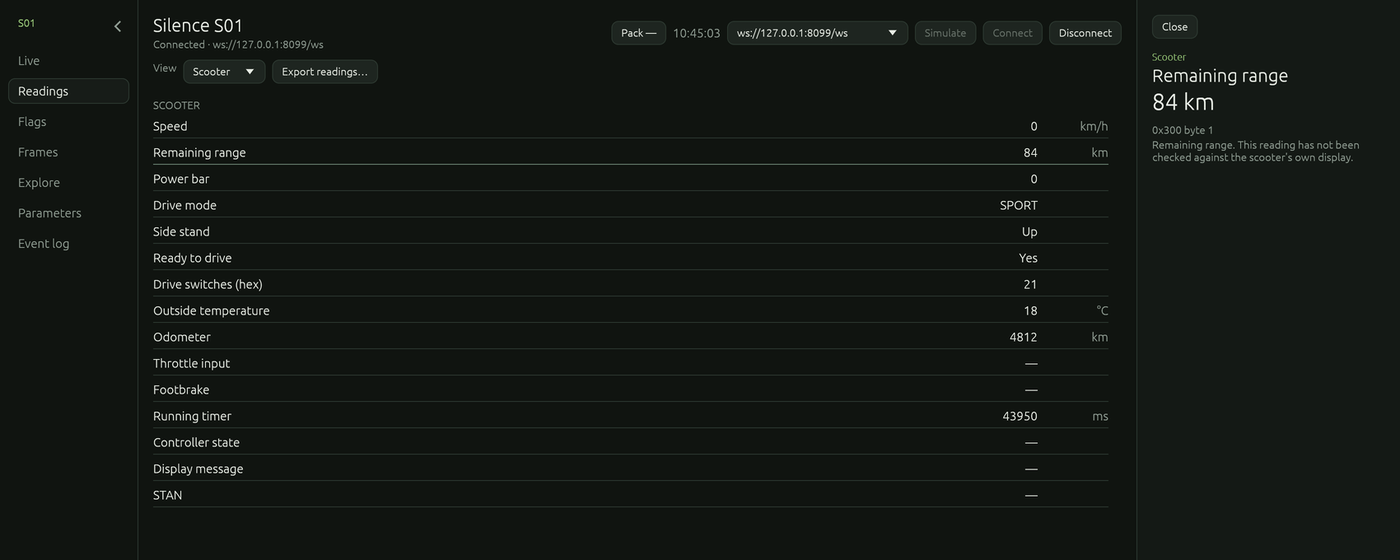 S01
Live
Readings
Flags
Frames
Explore
Parameters
Event log
Silence S01
Connected · ws://127.0.0.1:8099/ws
Pack —
10:45:03
ws://127.0.0.1:8099/ws
Simulate
Connect
Disconnect
View
Scooter
Export readings…
SCOOTER
Speed 0 km/h
Remaining range 84 km
Power bar 0
Drive mode SPORT
Side stand Up
Ready to drive Yes
Drive switches (hex) 21
Outside temperature 18 °C
Odometer 4812 km
Throttle input —
Footbrake —
Running timer 43950 ms
Controller state —
Display message —
STAN —
Close
Scooter
Remaining range
84 km
0x300 byte 1
Remaining range. This reading has not been
checked against the scooter's own display.